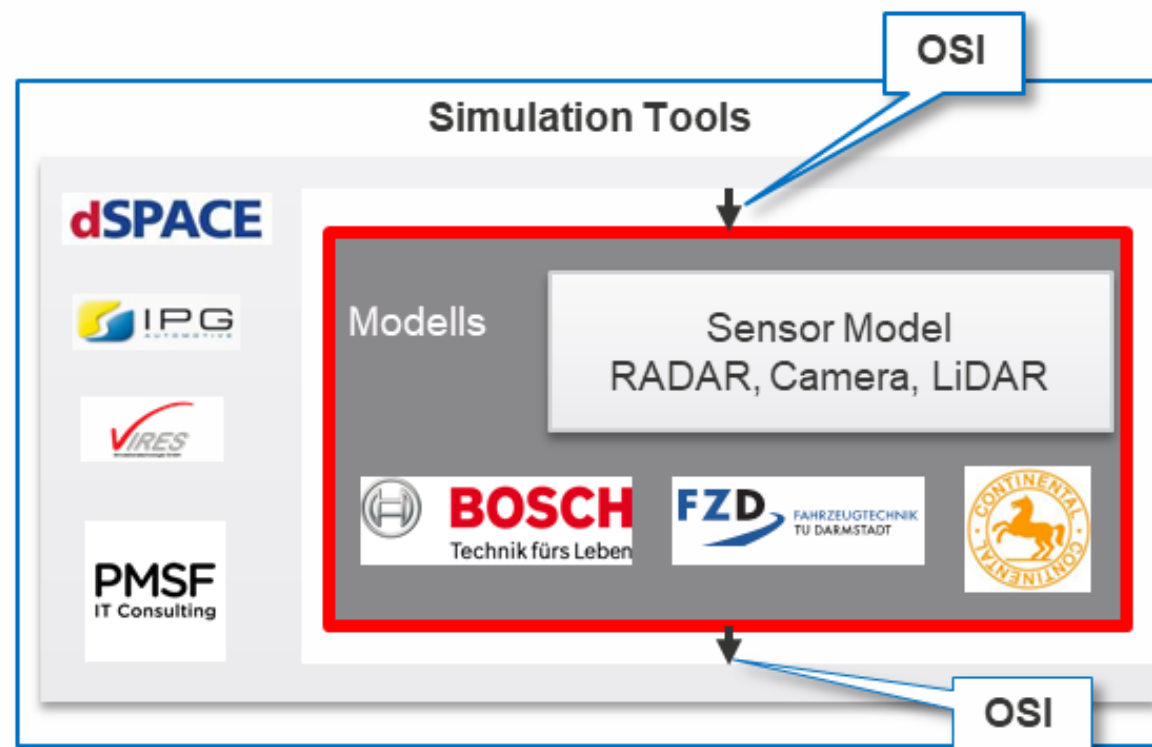 OSI
Simulation Tools
dSPACE
IPG
AUTOMOTIVE
VIRES
PMSF
IT Consulting
Modells
Sensor Model
RADAR, Camera, LiDAR
BOSCH
Technik fürs Leben
FZD
FAHRZEUGTECHNIK
TU DARMSTADT
CONTINENTAL · CONTINENTAL ·
OSI